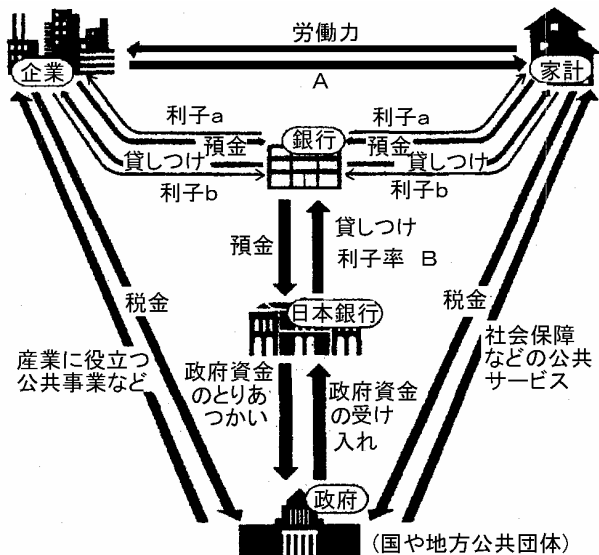 労働力
企業
家計
A
利子a
利子a
銀行
預金
預金
貸しつけ
貸しつけ
利子b
利子b
預金
貸しつけ
利子率 B
日本銀行
税金
税金
産業に役立つ
公共事業など
社会保障
などの公共
サービス
政府資金
のとりあ
つかい
政府資金
の受け
入れ
政府
(国や地方公共団体)